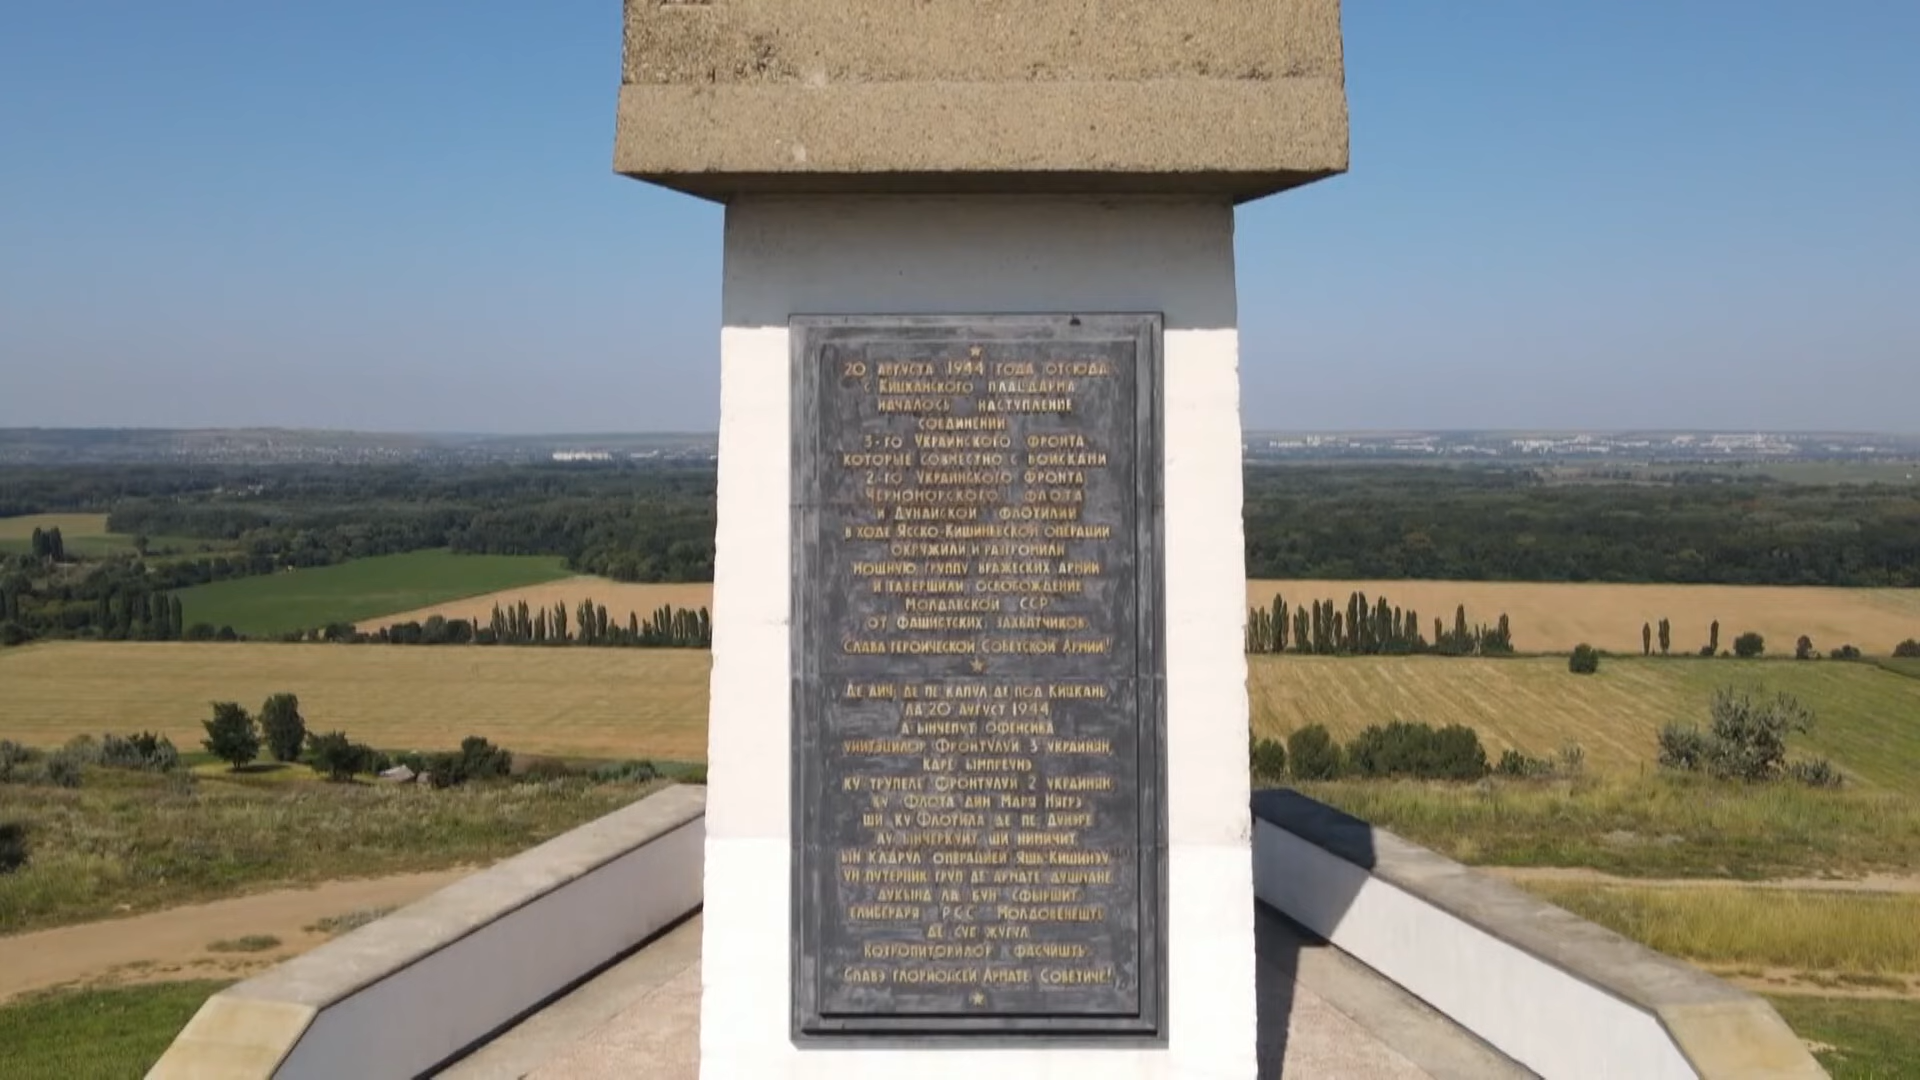 20 АВГУСТА 1944 ГОДА ОТСЮДА
С КИЦКАНСКОГО ПЛАЦДАРМА
НАЧАЛОСЬ НАСТУПЛЕНИЕ
СОЕДИНЕНИЙ
3-ГО УКРАИНСКОГО ФРОНТА
КОТОРЫЕ СОВМЕСТНО С ВОЙСКАМИ
2-ГО УКРАИНСКОГО ФРОНТА
ЧЕРНОМОРСКОГО ФЛОТА
И ДУНАЙСКОЙ ФЛОТИЛИИ
В ХОДЕ ЯССКО-КИШИНЕВСКОЙ ОПЕРАЦИИ
ОКРУЖИЛИ И РАЗГРОМИЛИ
МОЩНУЮ ГРУППУ ВРАЖЕСКИХ АРМИЙ
И ЗАВЕРШИЛИ ОСВОБОЖДЕНИЕ
МОЛДАВСКОЙ ССР
ОТ ФАШИСТСКИХ ЗАХВАТЧИКОВ.
СЛАВА ГЕРОИЧЕСКОЙ СОВЕТСКОЙ АРМИИ!
ДЕ АИЧ, ДЕ ПЕ КАПУЛ ДЕ ПОД КИЦКАНЬ
ЛА 20 АУГУСТ 1944
А ЫНЧЕПУТ ОФЕНСИВА
УНИТЭЦИЛОР ФРОНТУЛУЙ 3 УКРАИНЯН
КАРЕ ЫМПРЕУНЭ
КУ ТРУПЕЛЕ ФРОНТУЛУЙ 2 УКРАИНЯН
КУ ФЛОТА ДИН МАРЯ НЯГРЭ
ШИ КУ ФЛОТИЛА ДЕ ПЕ ДУНЭРЕ
АУ ЫНЧЕРКУИТ ШИ НИМИЧИТ
ЫН КАДРУЛ ОПЕРАЦИЕЙ ЯШЬ-КИШИНЭУ
УН ПУТЕРНИК ГРУП ДЕ АРМАТЕ ДУШМАНЕ
ДУКЫНД ЛА БУН СФЫРШИТ
ЕЛИБЕРАРЯ РСС МОЛДОВЕНЕШТЬ
ДЕ СУБ ЖУГУЛ
КОТРОПИТОРИЛОР ФАСЧИШТЬ.
СЛАВЭ ГЛОРИОАСЕЙ АРМАТЕ СОВЕТИЧЕ!